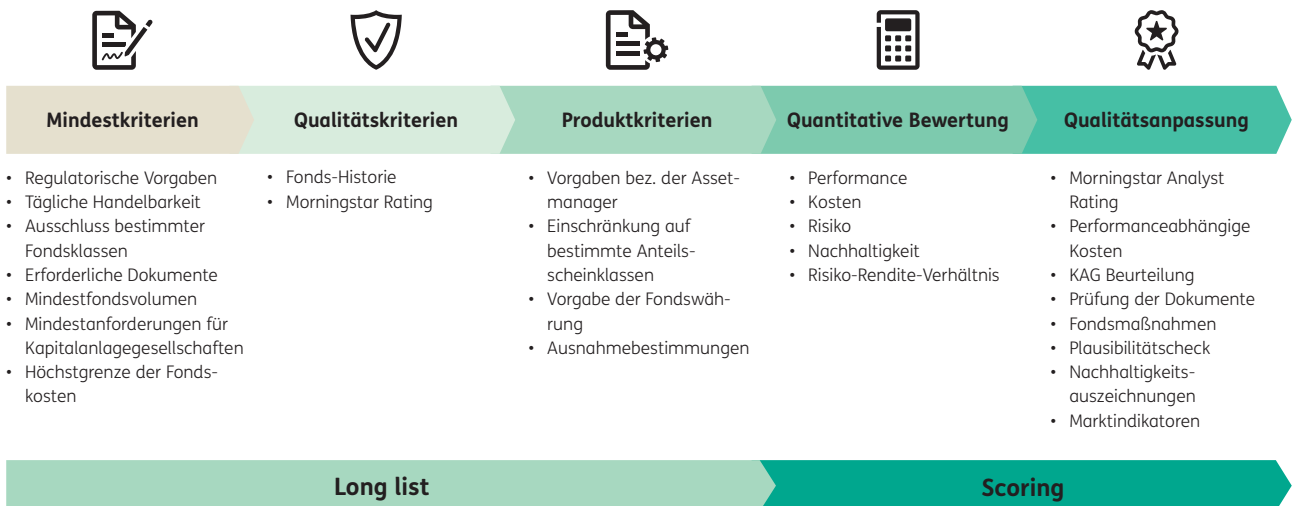 Mindestkriterien
Qualitätskriterien
Produktkriterien
Quantitative Bewertung
Qualitätsanpassung
• Regulatorische Vorgaben
• Tägliche Handelbarkeit
• Ausschluss bestimmter
Fondsklassen
• Erforderliche Dokumente
• Mindestfondsvolumen
• Mindestanforderungen für
Kapitalanlagegesellschaften
• Höchstgrenze der Fonds-
kosten
• Fonds-Historie
• Morningstar Rating
• Vorgaben bez. der Asset-
manager
• Einschränkung auf
bestimmte Anteils-
scheinklassen
• Vorgabe der Fondswäh-
rung
• Ausnahmebestimmungen
• Performance
• Kosten
• Risiko
• Nachhaltigkeit
• Risiko-Rendite-Verhältnis
• Morningstar Analyst
Rating
• Performanceabhängige
Kosten
• KAG Beurteilung
• Prüfung der Dokumente
• Fondsmaßnahmen
• Plausibilitätscheck
• Nachhaltigkeits-
auszeichnungen
• Marktindikatoren
Long list
Scoring